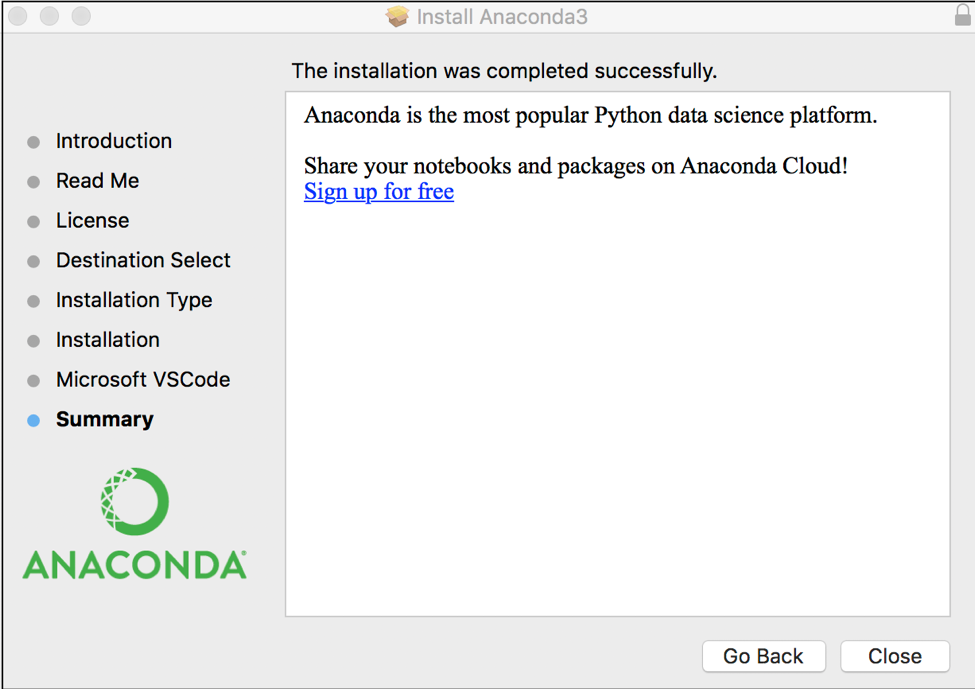 Install Anaconda3
The installation was completed successfully.
Introduction
Read Me
License
Destination Select
Installation Type
Installation
Microsoft VSCode
Summary
ANACONDA
Anaconda is the most popular Python data science platform.
Share your notebooks and packages on Anaconda Cloud!
Sign up for free
Go Back
Close